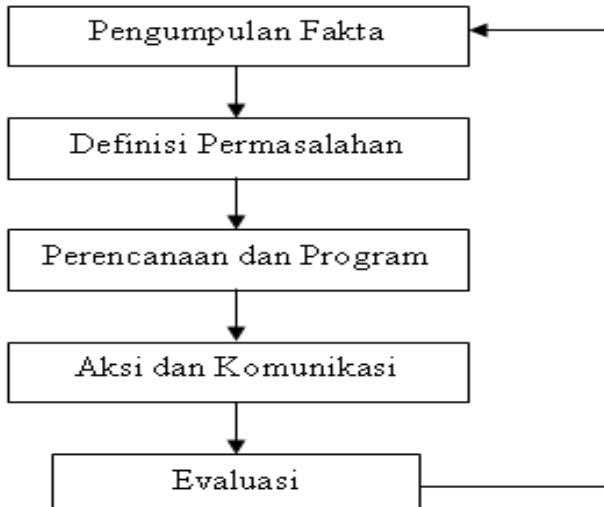 Pengumpulan Fakta
Definisi Permasalahan
Perencanaan dan Program
Aksi dan Komunikasi
Evaluasi